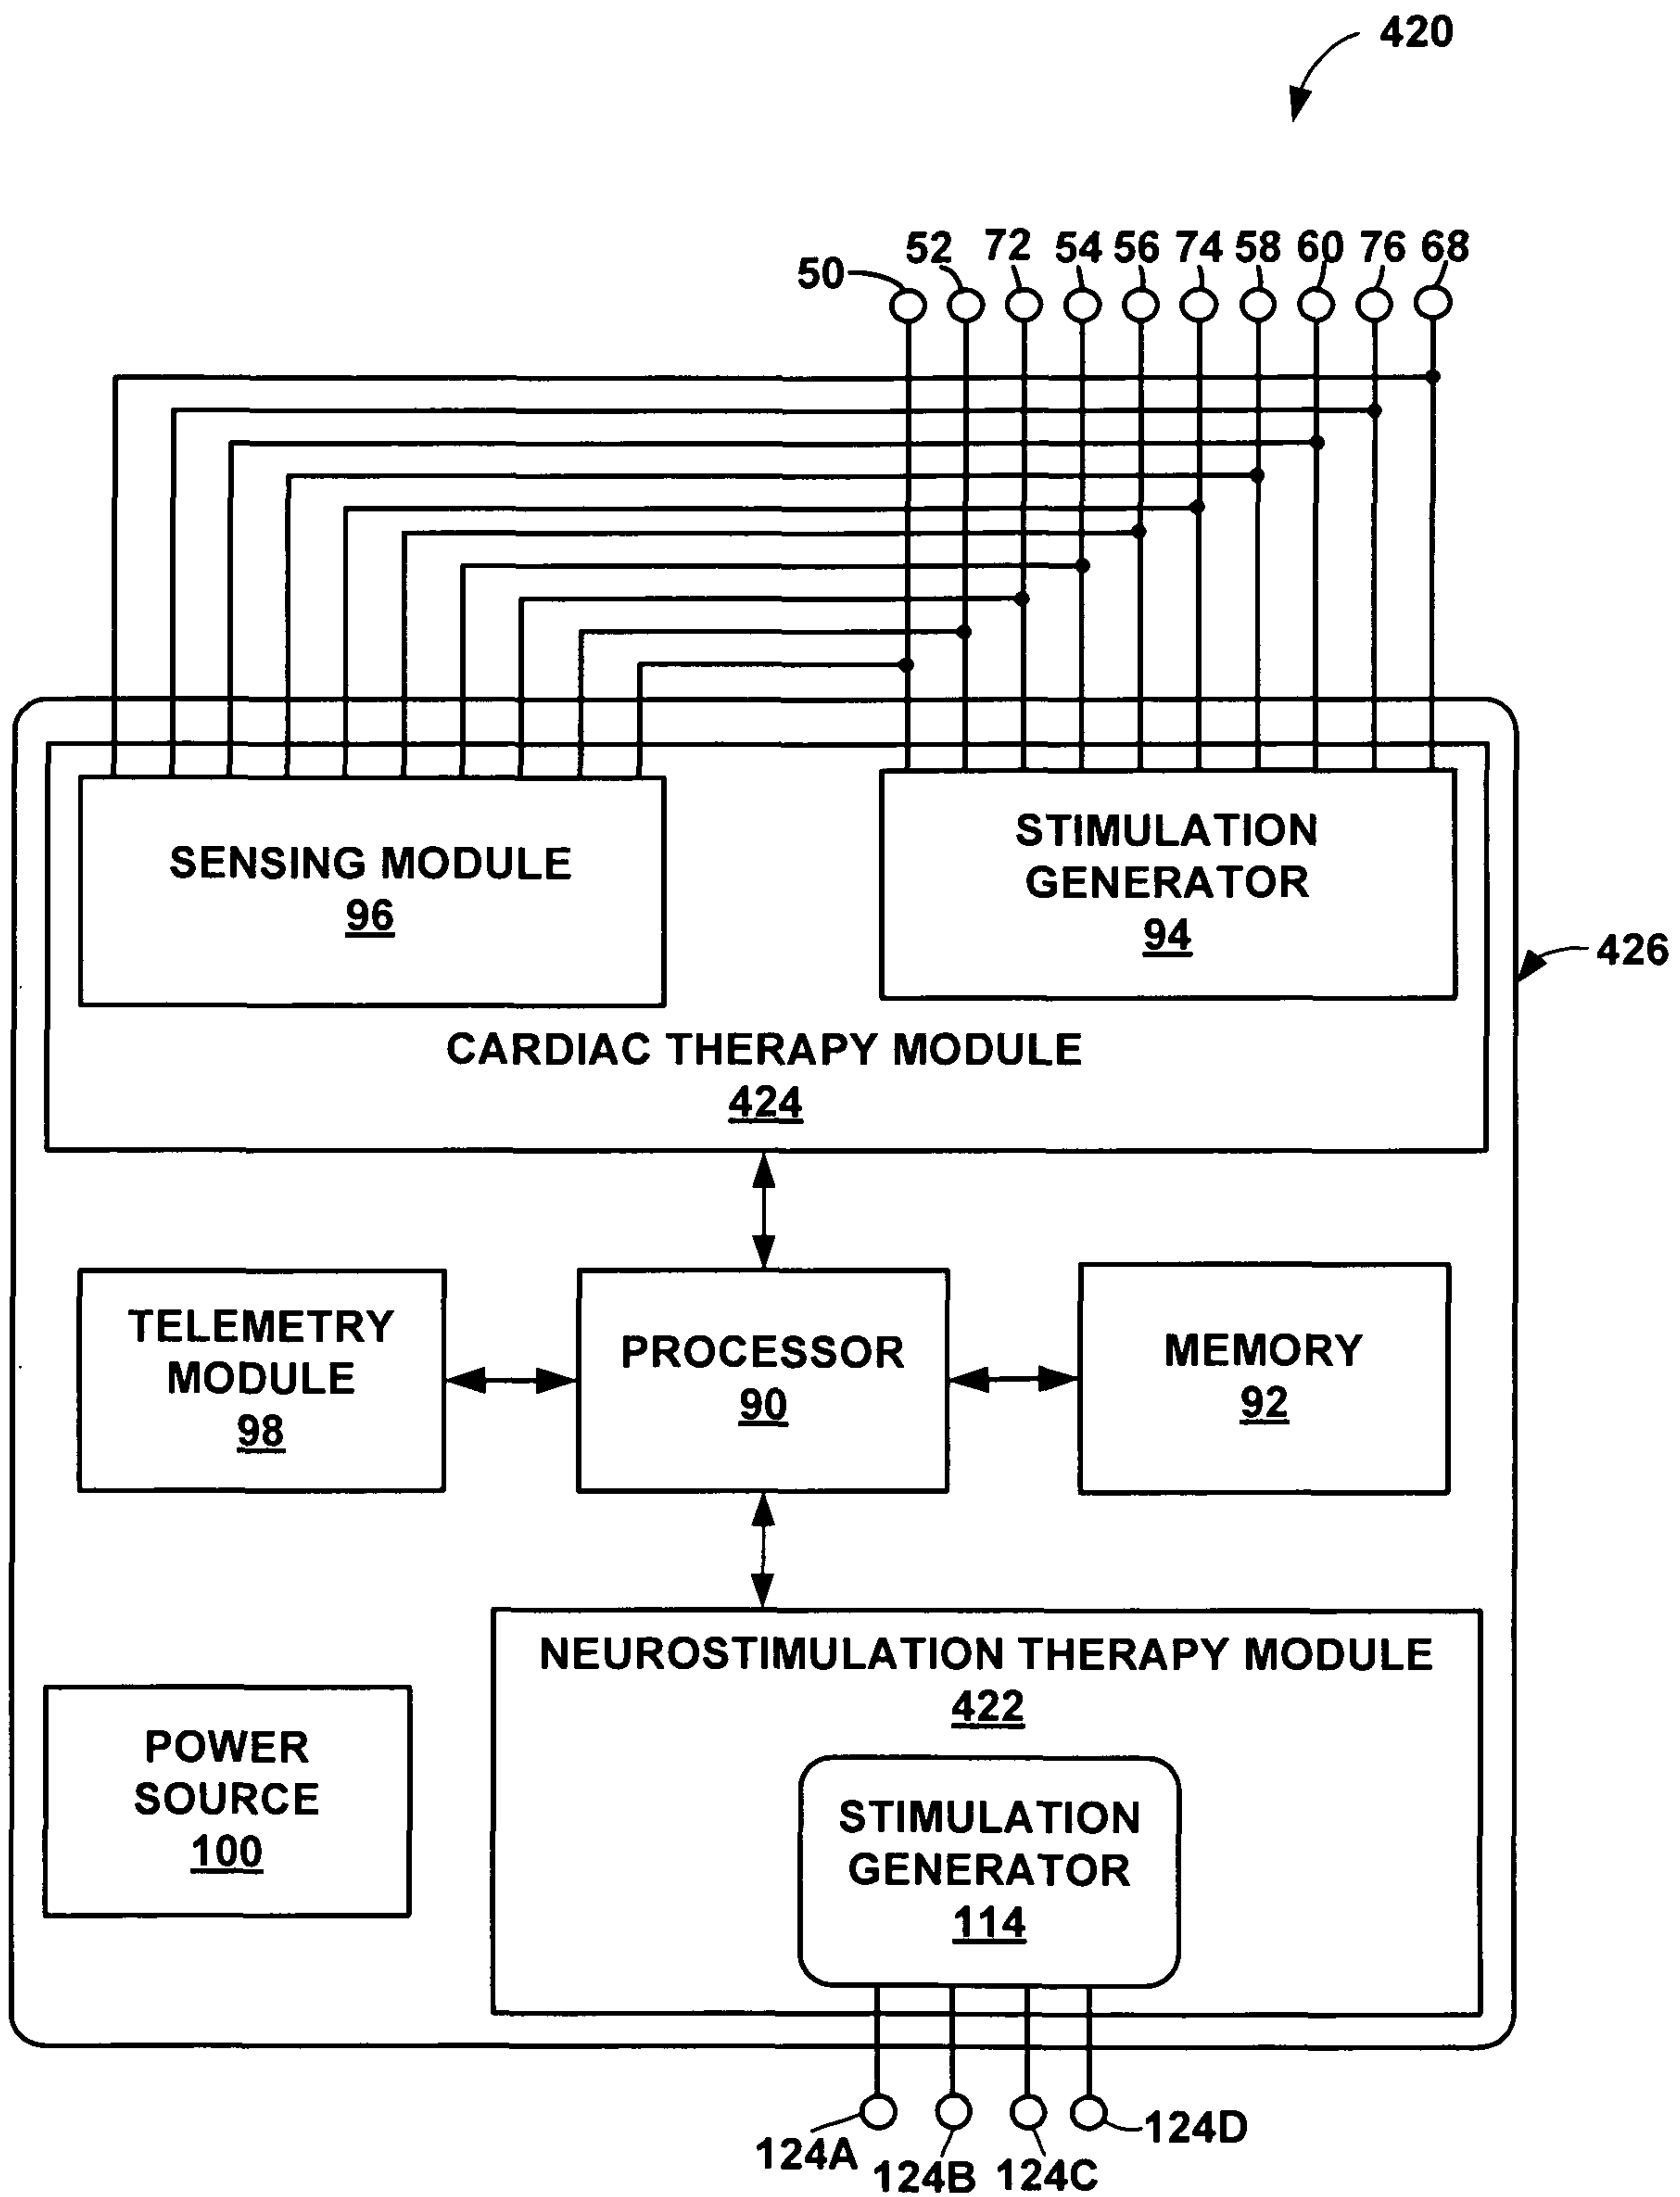 420
50 52 72 54 56 74 58 60 76 68
SENSING MODULE
96
STIMULATION
GENERATOR
94
426
CARDIAC THERAPY MODULE
424
TELEMETRY
MODULE
98
PROCESSOR
90
MEMORY
92
NEUROSTIMULATION THERAPY MODULE
422
POWER
SOURCE
100
STIMULATION
GENERATOR
114
124A 124B 124C 124D